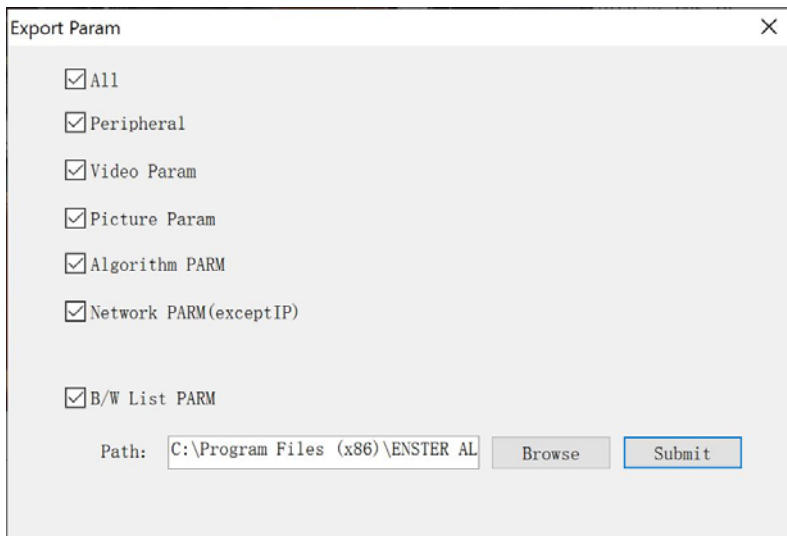 Export Param
All
Peripheral
Video Param
Picture Param
Algorithm PARM
Network PARM(exceptIP)
B/W List PARM
Path: C:\Program Files (x86)\ENSTER AL Browse Submit